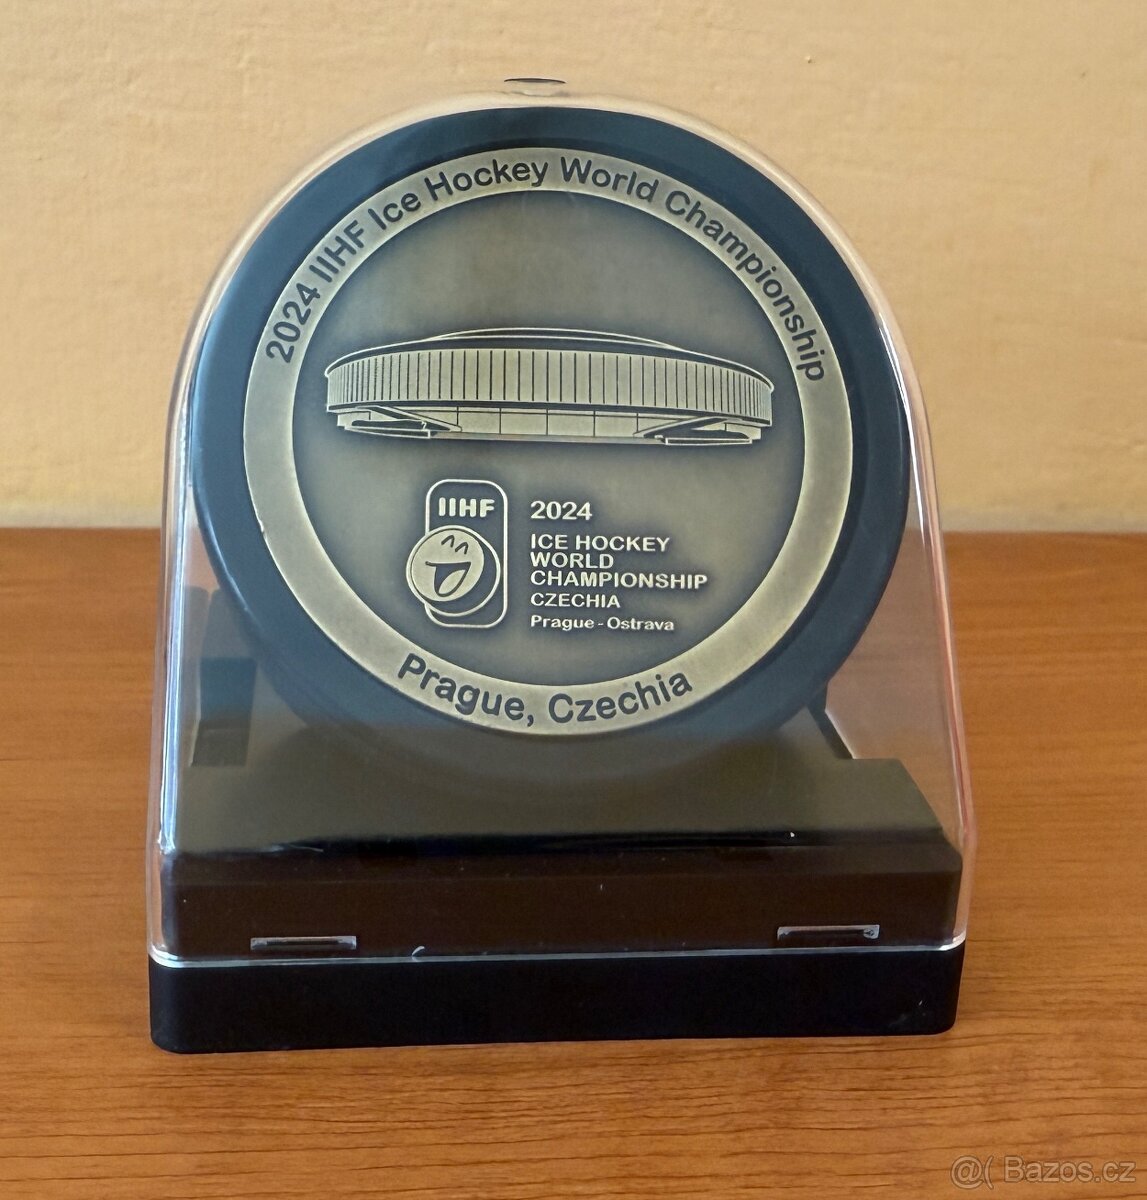 2024 IIHF Ice Hockey World Championship
IIHF
2024
ICE HOCKEY
WORLD
CHAMPIONSHIP
CZECHIA
Prague - Ostrava
Prague, Czechia
@( Bazos.cz